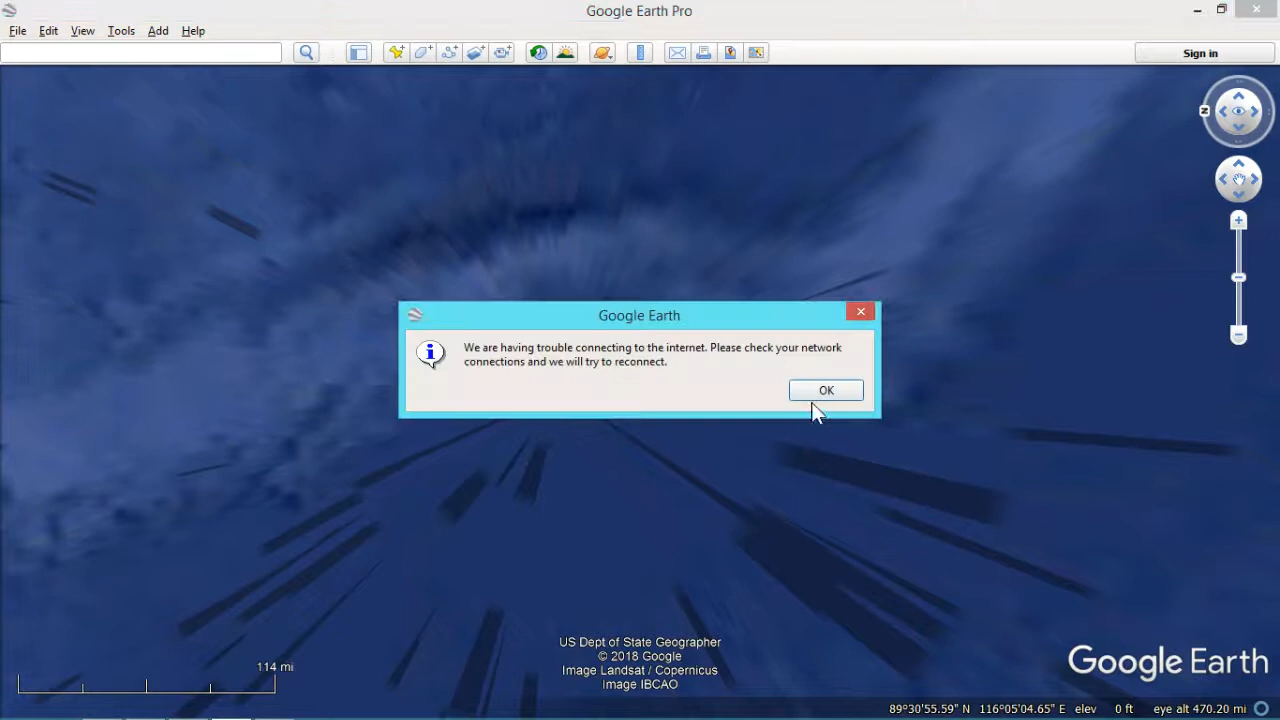 Google Earth Pro
File Edit View Tools Add Help
Sign in
N
Google Earth
We are having trouble connecting to the internet. Please check your network
connections and we will try to reconnect.
OK
US Dept of State Geographer
© 2018 Google
Image Landsat / Copernicus
Image IBCAO
114 mi
Google Earth
89°30'55.59" N 116°05'04.65" E elev 0 ft eye alt 470.20 mi